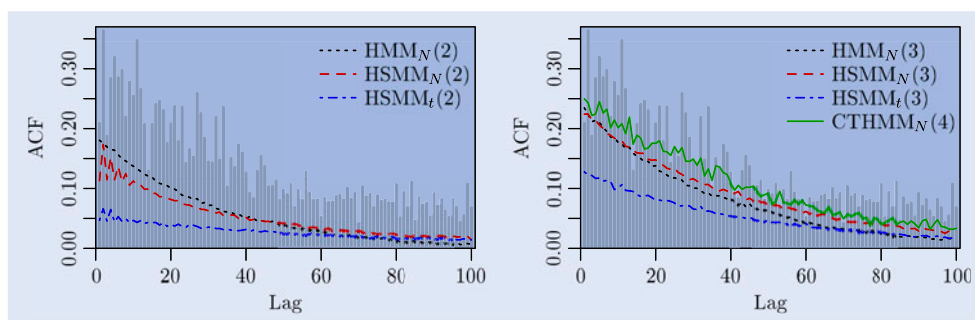 HMM_N(2)
HSMM_N(2)
HSMM_t(2)
ACF
0.00
0.10
0.20
0.30
0 20 40 60 80 100
Lag
HMM_N(3)
HSMM_N(3)
HSMM_t(3)
CTHMM_N(4)
ACF
0.00
0.10
0.20
0.30
0 20 40 60 80 100
Lag